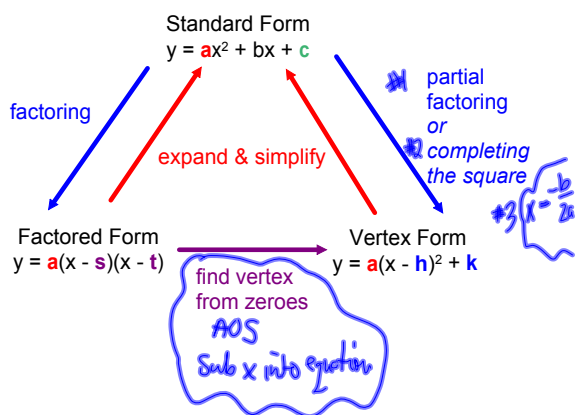 Standard Form
y = ax² + bx + c
factoring
#1 partial
factoring
or
#2 completing
the square
expand & simplify
#3 x = -b/2a
Factored Form
y = a(x - s)(x - t)
Vertex Form
y = a(x - h)² + k
find vertex
from zeroes
AOS
Sub x into equation